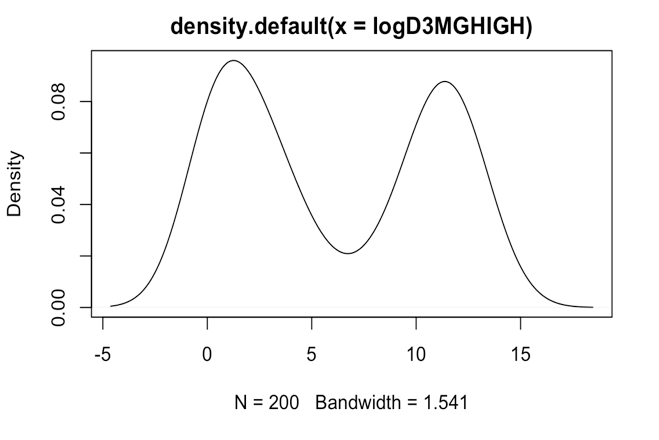 density.default(x = logD3MGHIGH)
Density
0.08
0.04
0.00
-5 0 5 10 15
N = 200 Bandwidth = 1.541